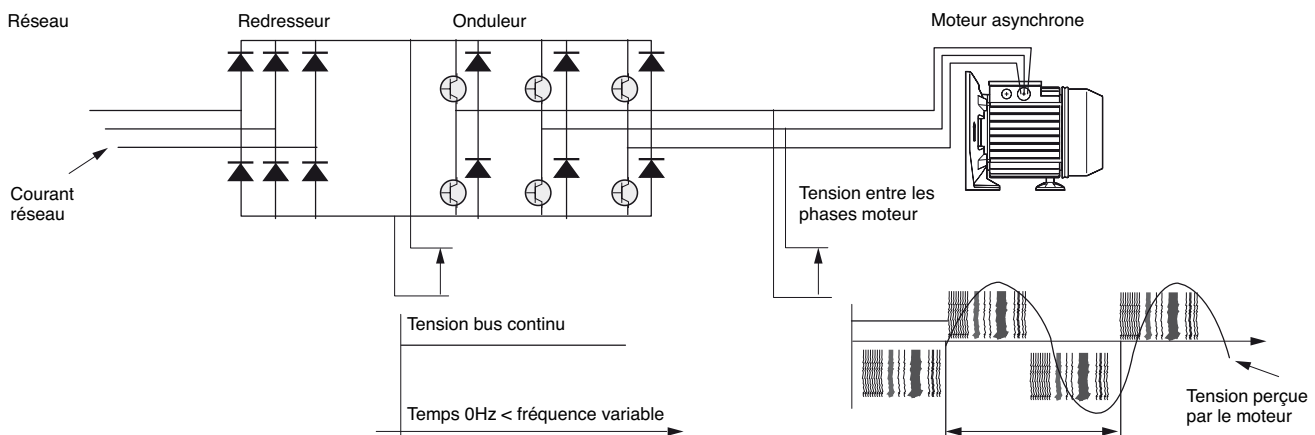 Réseau
Redresseur
Onduleur
Moteur asynchrone
Courant
réseau
Tension entre les
phases moteur
Tension bus continu
Temps 0Hz < fréquence variable
Tension perçue
par le moteur